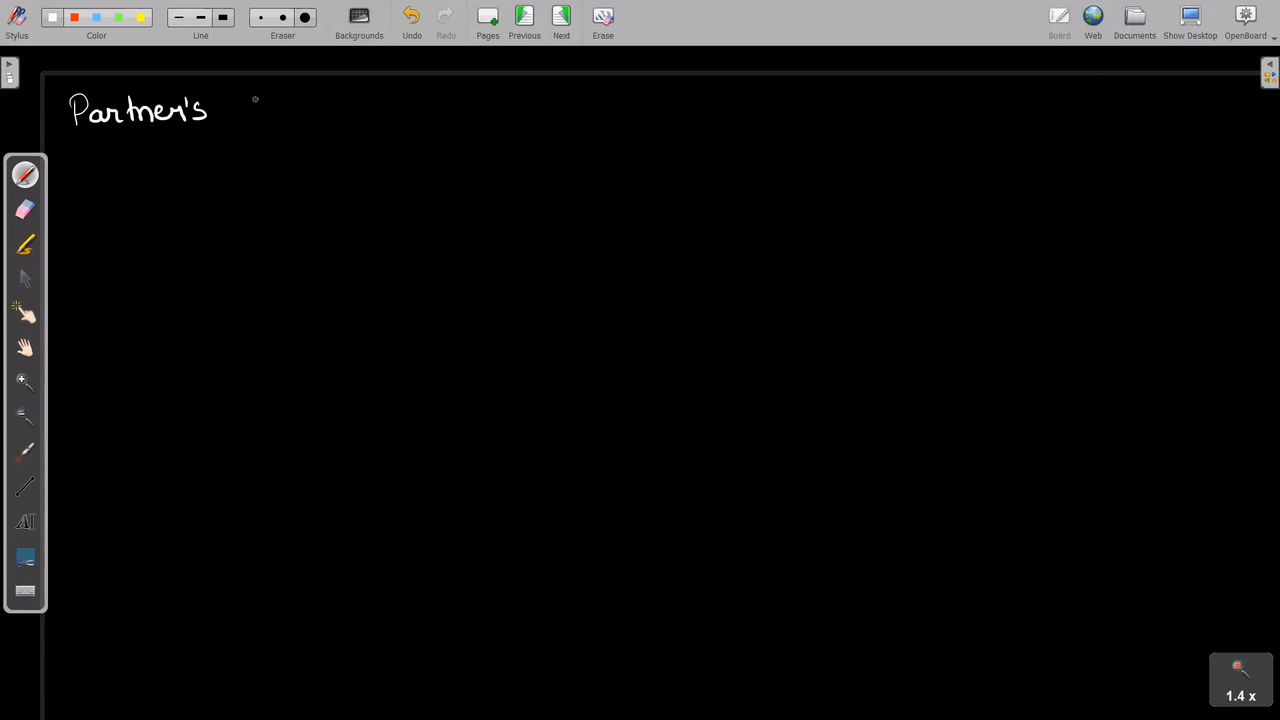 Stylus Color Line Eraser Backgrounds Undo Redo Pages Previous Next Erase Board Web Documents Show Desktop OpenBoard
Partner's
AI
1.4 x